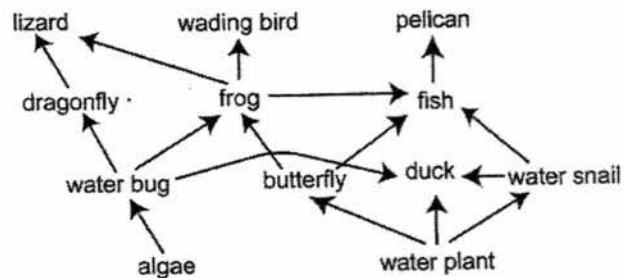 lizard wading bird pelican
dragonfly frog fish
water bug butterfly duck water snail
algae water plant